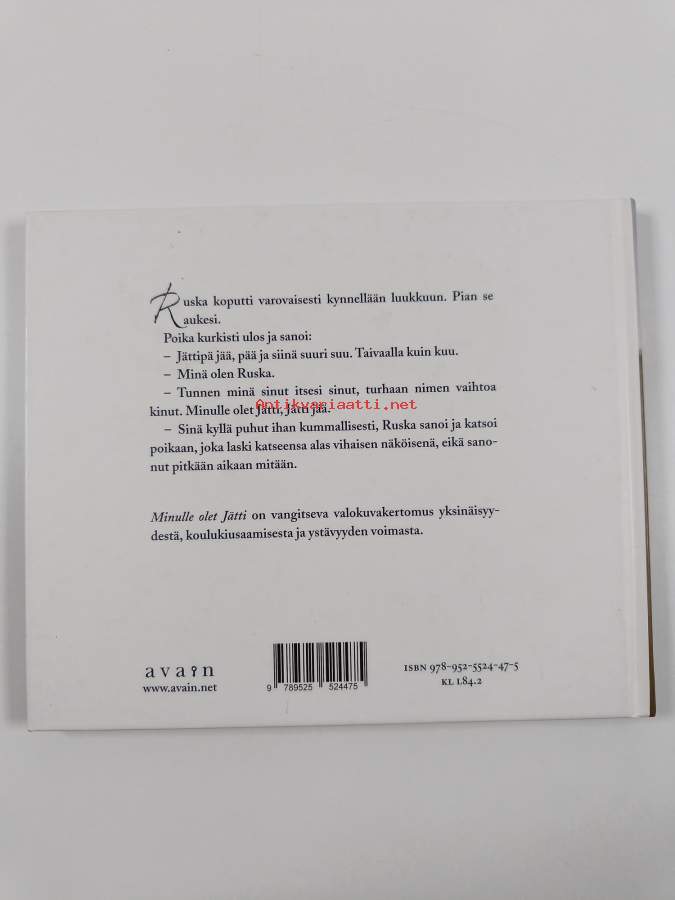 Ruska koputti varovaisesti kynnellään luukkuun. Pian se
aukesi.
Poika kurkisti ulos ja sanoi:
– Jättipä jää, pää ja siinä suuri suu. Taivaalla kuin kuu.
– Minä olen Ruska.
– Tunnen minä sinut itsesi sinut, turhaan nimen vaihtoa
kinut. Minulle olet Jätti, Jätti jää.
Antikvariaatti.net
– Sinä kyllä puhut ihan kummallisesti, Ruska sanoi ja katsoi
poikaan, joka laski katseensa alas vihaisen näköisenä, eikä sano-
nut pitkään aikaan mitään.
Minulle olet Jätti on vangitseva valokuvakertomus yksinäisyy-
destä, koulukiusaamisesta ja ystävyyden voimasta.
avain
www.avain.net
9 789525 524475
ISBN 978-952-5524-47-5
KL L84.2